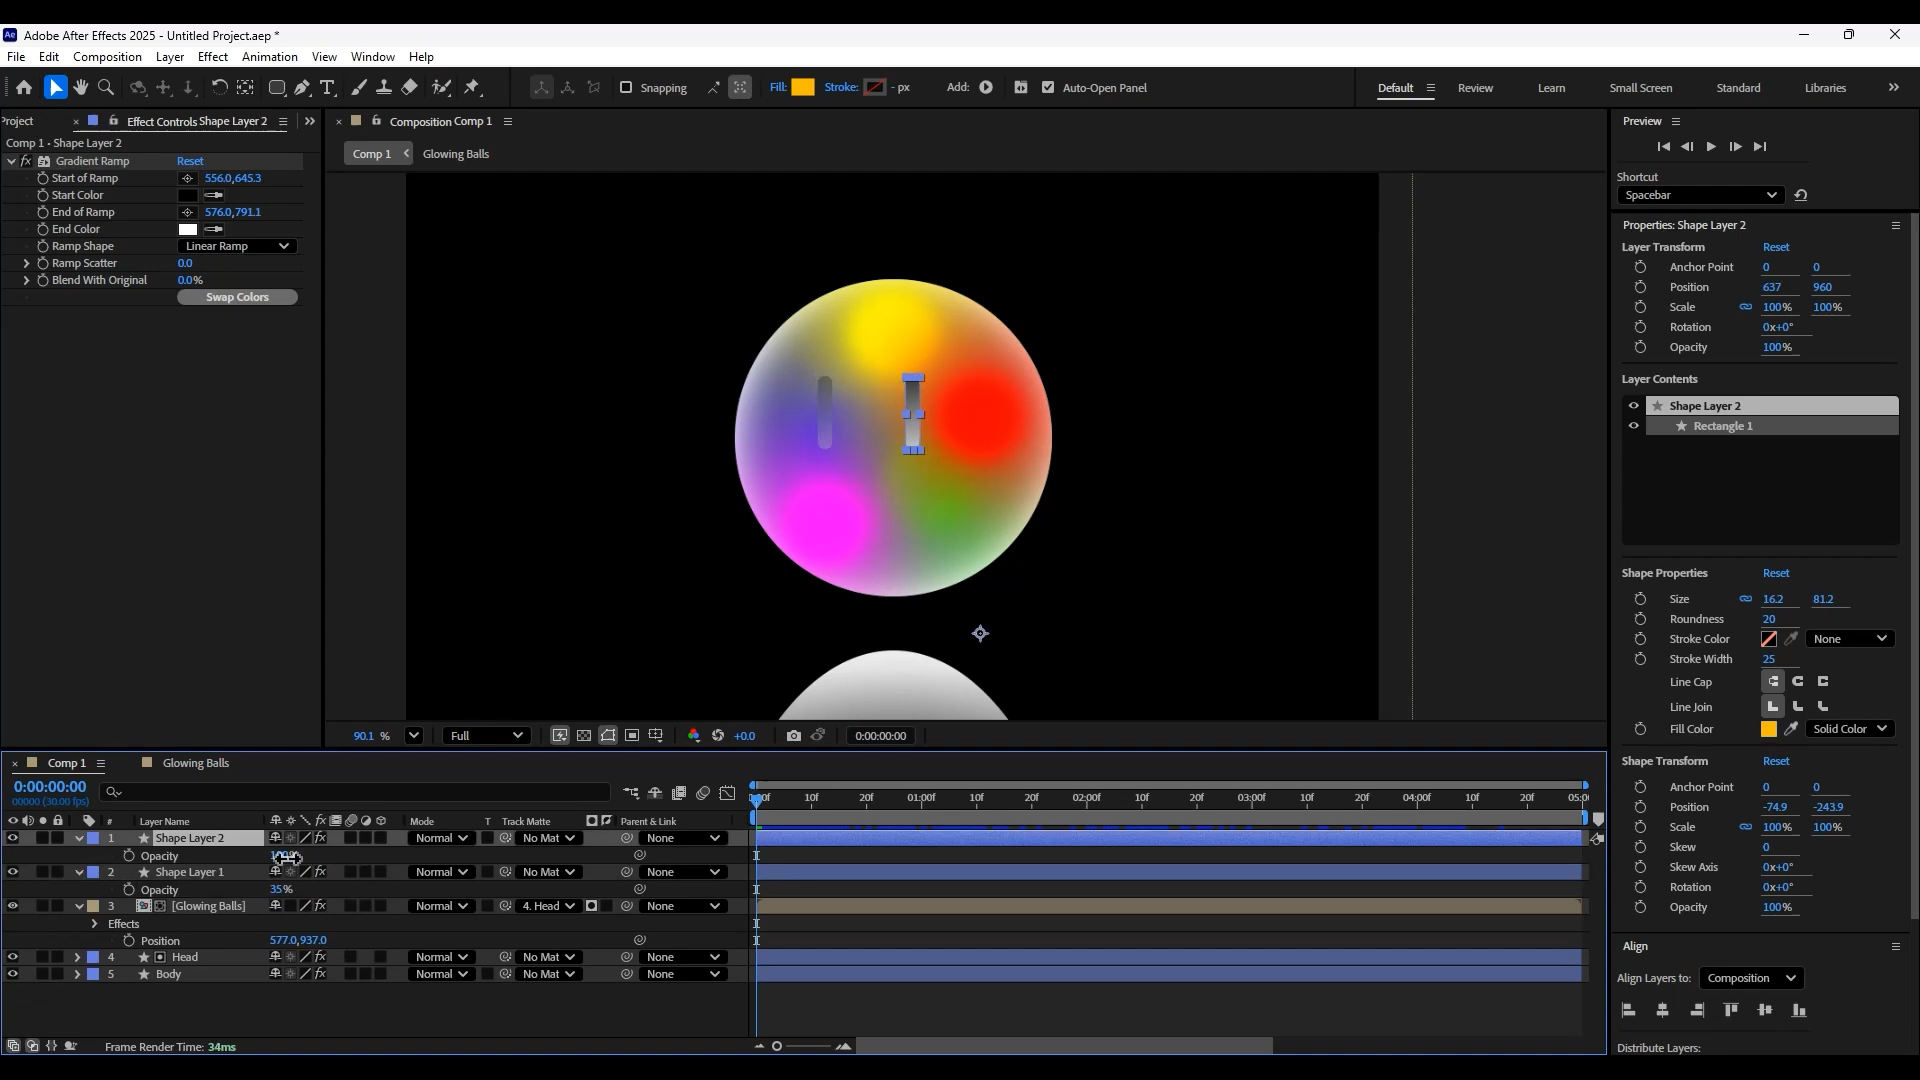 Adobe After Effects 2025 - Untitled Project.aep *
File Edit Composition Layer Effect Animation View Window Help
Snapping Fill: Stroke: - px Add: Auto-Open Panel Default Review Learn Small Screen Standard Libraries
Project Effect Controls Shape Layer 2
Comp 1 • Shape Layer 2
fx Gradient Ramp Reset
Start of Ramp 556.0,645.3
Start Color
End of Ramp 576.0,791.1
End Color
Ramp Shape Linear Ramp
Ramp Scatter 0.0
Blend With Original 0.0%
Swap Colors
Composition Comp 1
Comp 1 Glowing Balls
90.1 % Full +0.0 0:00:00:00
Preview
Shortcut
Spacebar
Properties: Shape Layer 2
Layer Transform Reset
Anchor Point 0 0
Position 637 960
Scale 100% 100%
Rotation 0x+0°
Opacity 100%
Layer Contents
Shape Layer 2
Rectangle 1
Shape Properties Reset
Size 16.2 81.2
Roundness 20
Stroke Color None
Stroke Width 25
Line Cap
Line Join
Fill Color Solid Color
Shape Transform Reset
Anchor Point 0 0
Position -74.9 -243.9
Scale 100% 100%
Skew 0
Skew Axis 0x+0°
Rotation 0x+0°
Opacity 100%
Align
Align Layers to: Composition
Distribute Layers:
Comp 1 Glowing Balls
0:00:00:00
00000 (30.00 fps)
10f 20f 01:00f 10f 20f 02:00f 10f 20f 03:00f 10f 20f 04:00f 10f 20f
# Layer Name fx Mode T Track Matte Parent & Link
1 Shape Layer 2 fx Normal No Mat None
Opacity
2 Shape Layer 1 fx Normal No Mat None
Opacity 35%
3 [Glowing Balls] fx Normal 4. Head None
Effects
Position 577.0,937.0
4 Head fx Normal No Mat None
5 Body fx Normal No Mat None
Frame Render Time: 34ms